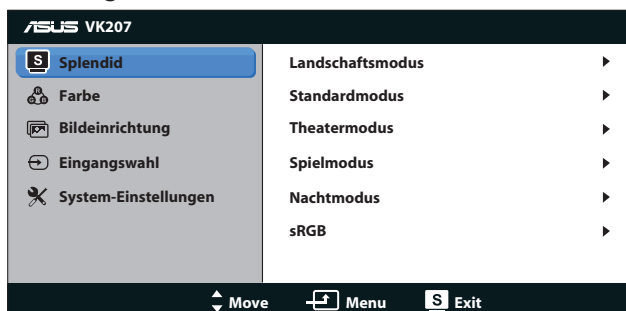 ASUS VK207
S Splendid
Farbe
Bildeinrichtung
Eingangswahl
System-Einstellungen
Landschaftsmodus
Standardmodus
Theatermodus
Spielmodus
Nachtmodus
sRGB
Move Menu S Exit